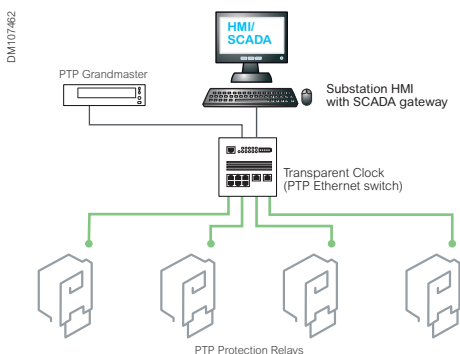 DM107462
HMI/
SCADA
PTP Grandmaster
Substation HMI
with SCADA gateway
Transparent Clock
(PTP Ethernet switch)
PTP Protection Relays